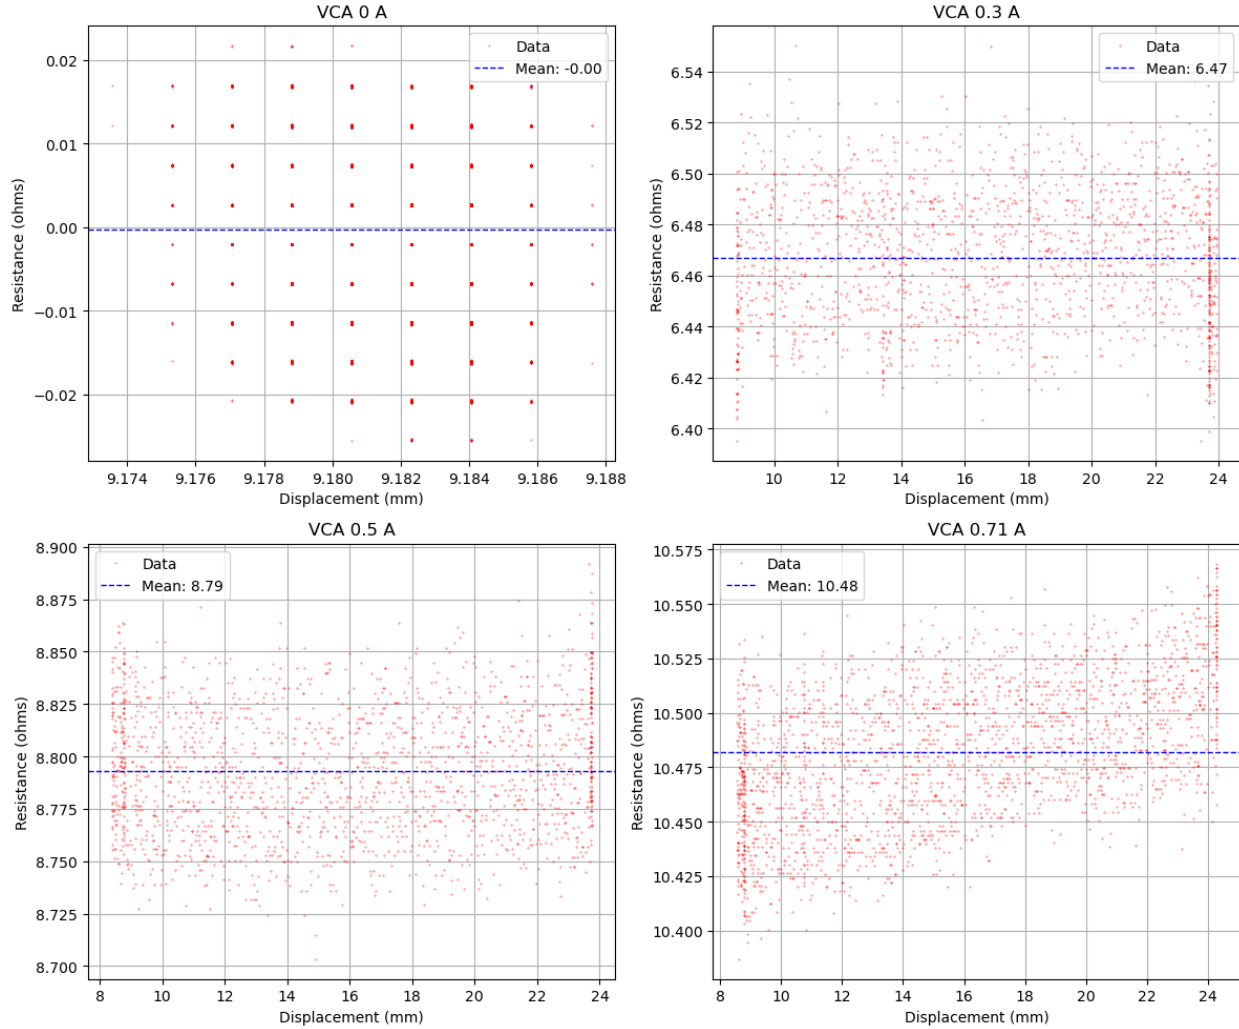 VCA 0 A
Resistance (ohms)
0.02
0.01
0.00
−0.01
−0.02
Data
Mean: -0.00
9.174 9.176 9.178 9.180 9.182 9.184 9.186 9.188
Displacement (mm)
VCA 0.3 A
Resistance (ohms)
6.54
6.52
6.50
6.48
6.46
6.44
6.42
6.40
Data
Mean: 6.47
10 12 14 16 18 20 22 24
Displacement (mm)
VCA 0.5 A
Resistance (ohms)
8.900
8.875
8.850
8.825
8.800
8.775
8.750
8.725
8.700
Data
Mean: 8.79
8 10 12 14 16 18 20 22 24
Displacement (mm)
VCA 0.71 A
Resistance (ohms)
10.575
10.550
10.525
10.500
10.475
10.450
10.425
10.400
Data
Mean: 10.48
8 10 12 14 16 18 20 22 24
Displacement (mm)